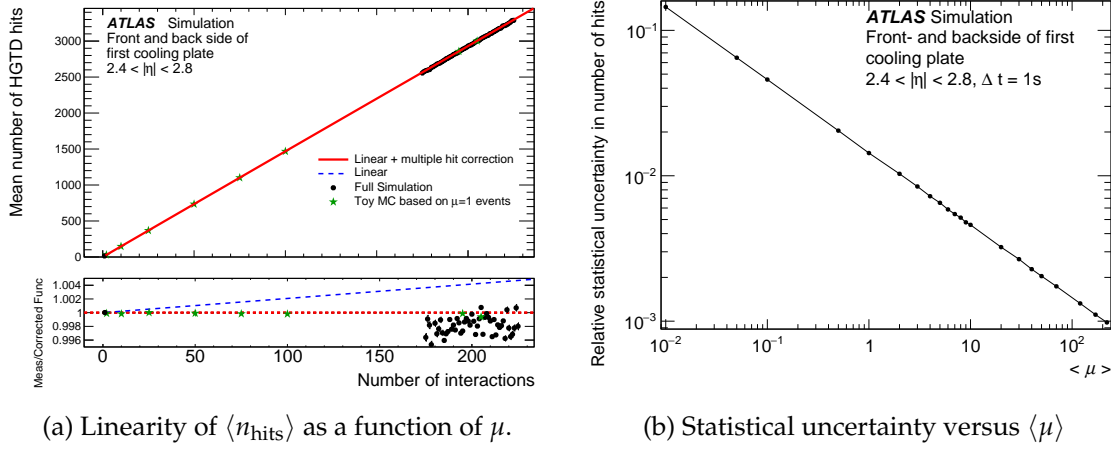 Mean number of HGTD hits
ATLAS Simulation
Front and back side of
first cooling plate
2.4 < |η| < 2.8
3000
2500
2000
1500
1000
500
0
Linear + multiple hit correction
Linear
Full Simulation
Toy MC based on μ=1 events
Meas/Corrected Func
1.004
1.002
1
0.998
0.996
0 50 100 150 200
Number of interactions
(a) Linearity of ⟨n_hits⟩ as a function of μ.
Relative statistical uncertainty in number of hits
ATLAS Simulation
Front- and backside of first
cooling plate
2.4 < |η| < 2.8, Δ t = 1s
10⁻¹
10⁻²
10⁻³
10⁻² 10⁻¹ 1 10 10²
< μ >
(b) Statistical uncertainty versus ⟨μ⟩